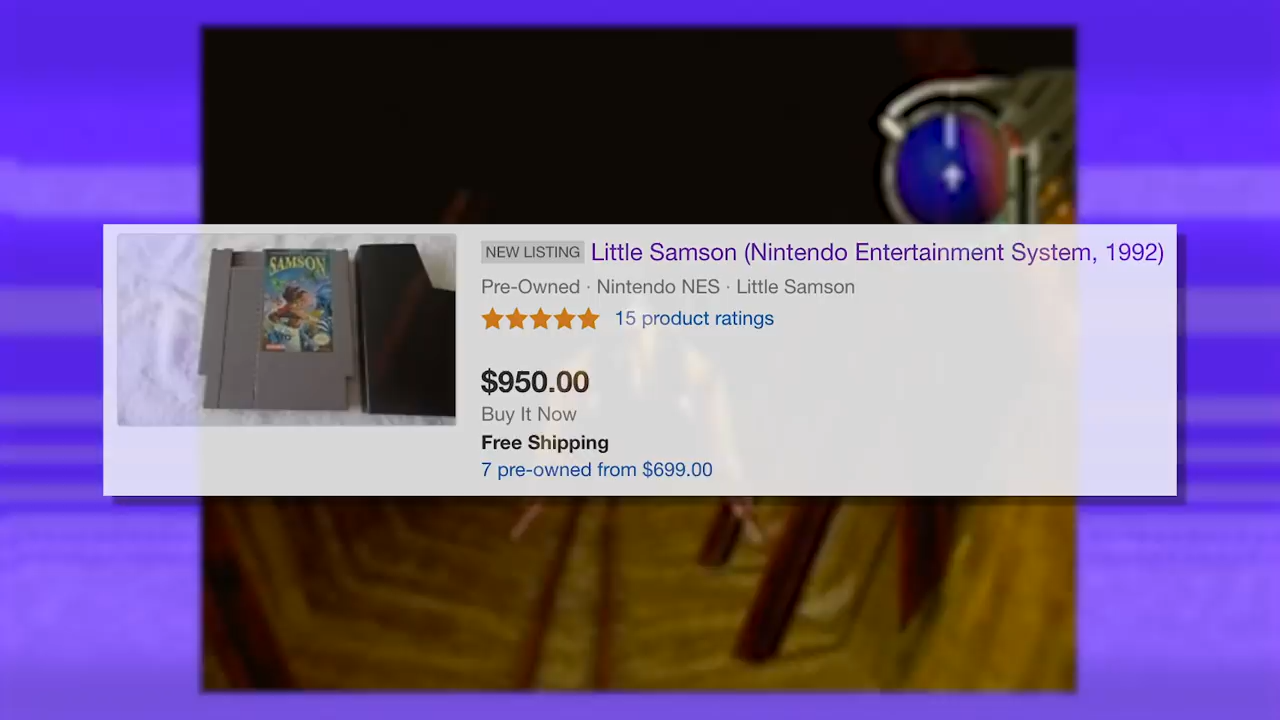 SAMSON
NEW LISTING Little Samson (Nintendo Entertainment System, 1992)
Pre-Owned · Nintendo NES · Little Samson
15 product ratings
$950.00
Buy It Now
Free Shipping
7 pre-owned from $699.00